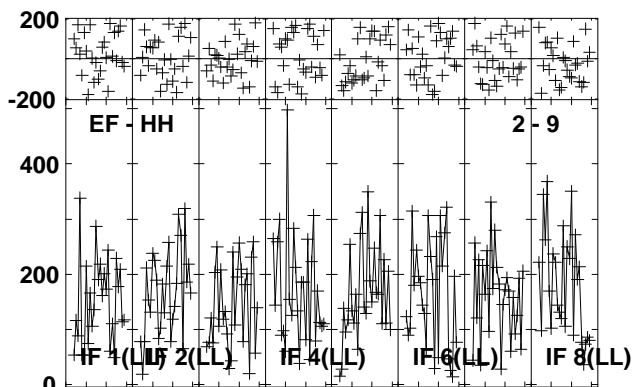 200
-200
EF - HH
2 - 9
400
200
0
IF 1(LL)
IF 2(LL)
IF 4(LL)
IF 6(LL)
IF 8(LL)